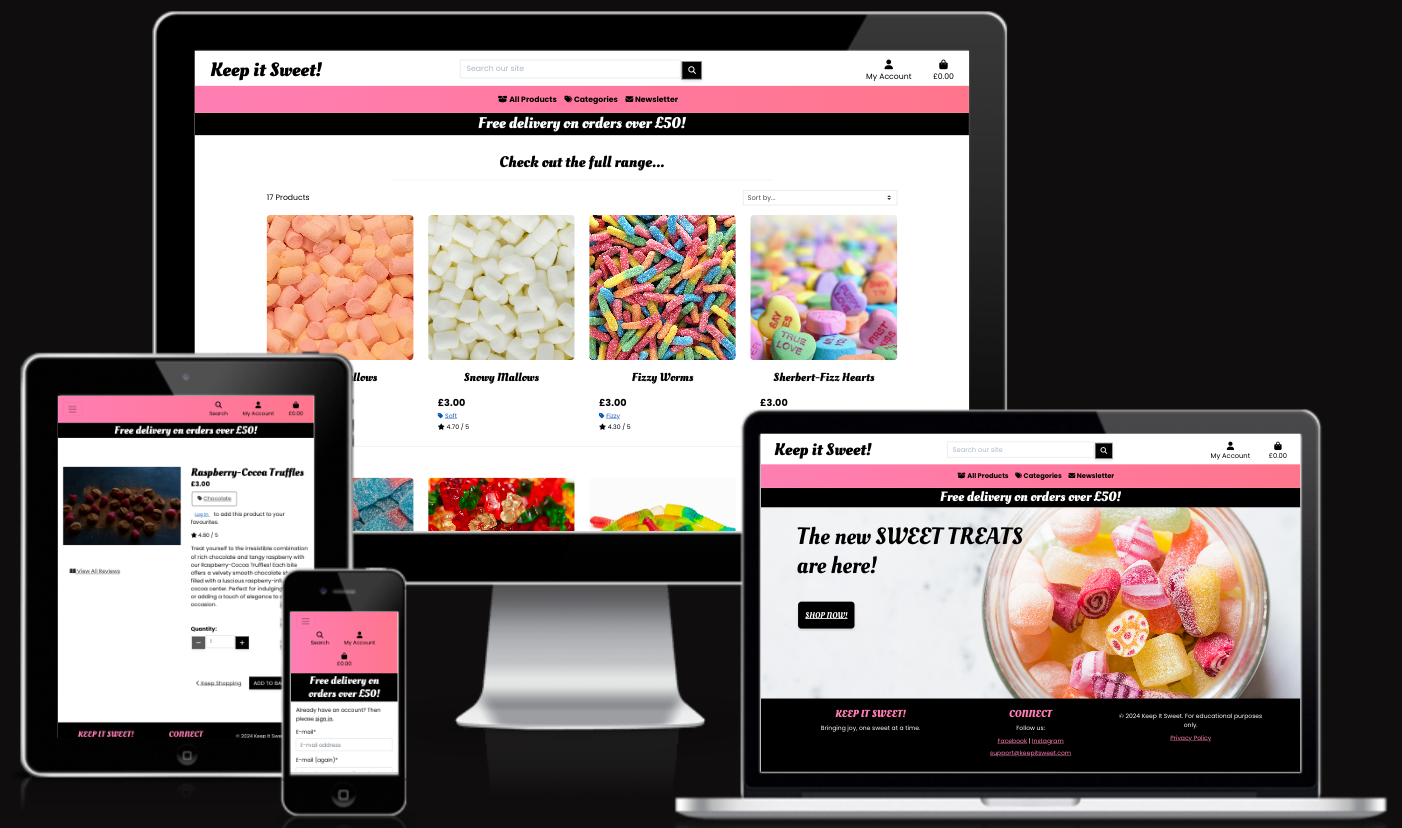 Keep it Sweet!
Search our site
My Account
£0.00
All Products
Categories
Newsletter
Free delivery on orders over £50!
Check out the full range...
17 Products
Sort by...
SAY YES
TRUE LOVE
FIRST KISS
llows
Snowy Mallows
£3.00
Soft
4.70 / 5
Fizzy Worms
£3.00
Fizzy
4.30 / 5
Sherbert-Fizz Hearts
£3.00
Search
My Account
£0.00
Free delivery on orders over £50!
Raspberry-Cocoa Truffles
£3.00
Chocolate
Log in to add this product to your
favourites.
4.80 / 5
Treat yourself to the irresistible combination
of rich chocolate and tangy raspberry with
our Raspberry-Cocoa Truffles! Each bite
offers a velvety smooth chocolate
filled with a luscious
cocoa center. Perfect for indulging
or adding a touch of elegance to
occasion.
View All Reviews
Quantity:
1
Keep Shopping
ADD TO BA
KEEP IT SWEET!
CONNECT
© 2024 Keep It Sweet.
Search
My Account
£0.00
Free delivery on
orders over £50!
Already have an account? Then
please sign in.
E-mail*
E-mail address
E-mail (again)*
Keep it Sweet!
Search our site
My Account
£0.00
All Products
Categories
Newsletter
Free delivery on orders over £50!
The new SWEET TREATS
are here!
SHOP NOW!
KEEP IT SWEET!
Bringing joy, one sweet at a time.
CONNECT
Follow us:
Facebook | Instagram
support@keepitsweet.com
© 2024 Keep It Sweet. For educational purposes
only.
Privacy Policy